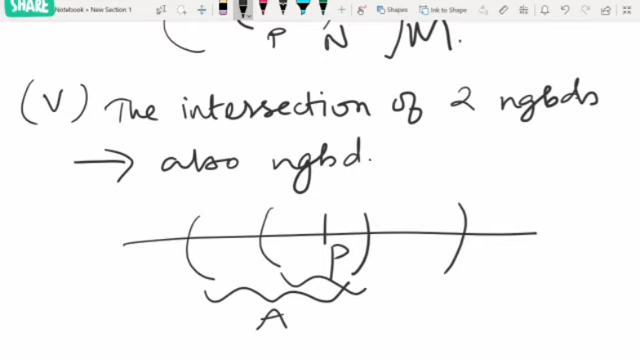 SHARE
Notebook » New Section 1
Shapes
Ink to Shape
( P N ) M.
(V) The intersection of 2 ngbds
→ also ngbd.
( ( P ) )
A